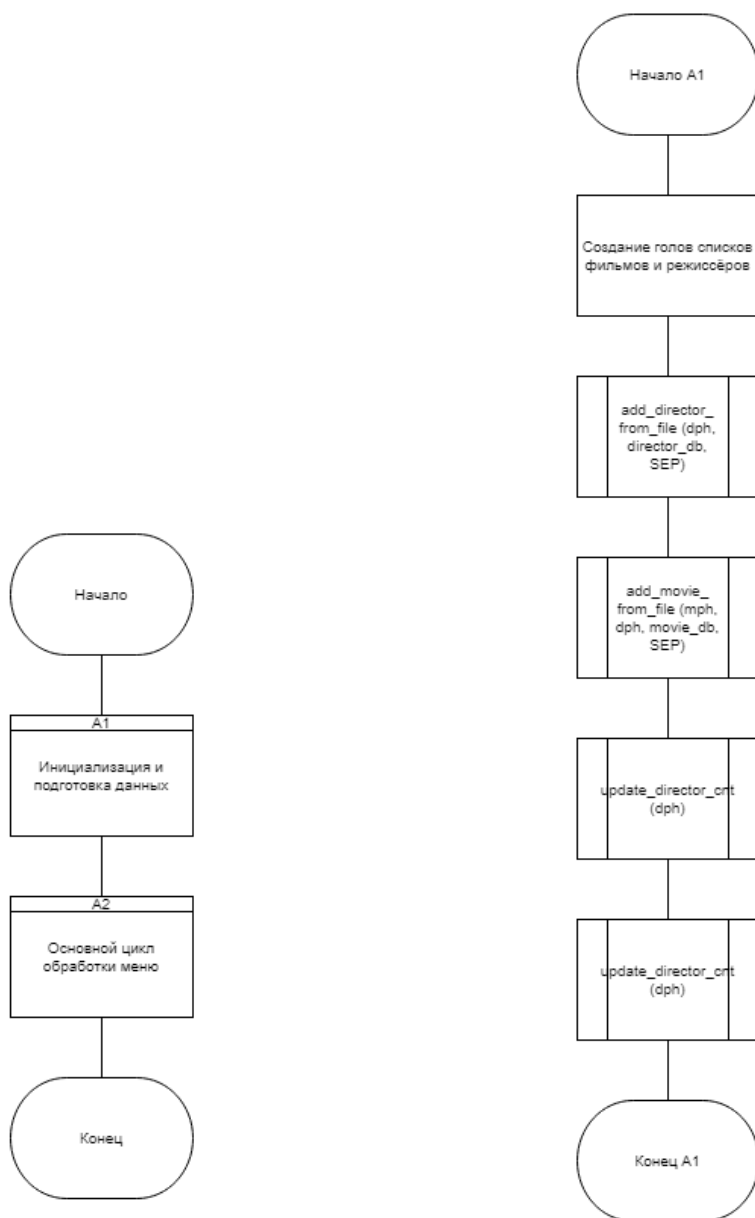 Начало
A1
Инициализация и
подготовка данных
A2
Основной цикл
обработки меню
Конец
Начало A1
Создание голов списков
фильмов и режиссёров
add_director_
from_file (dph,
director_db,
SEP)
add_movie_
from_file (mph,
dph, movie_db,
SEP)
update_director_cnt
(dph)
update_director_cnt
(dph)
Конец A1